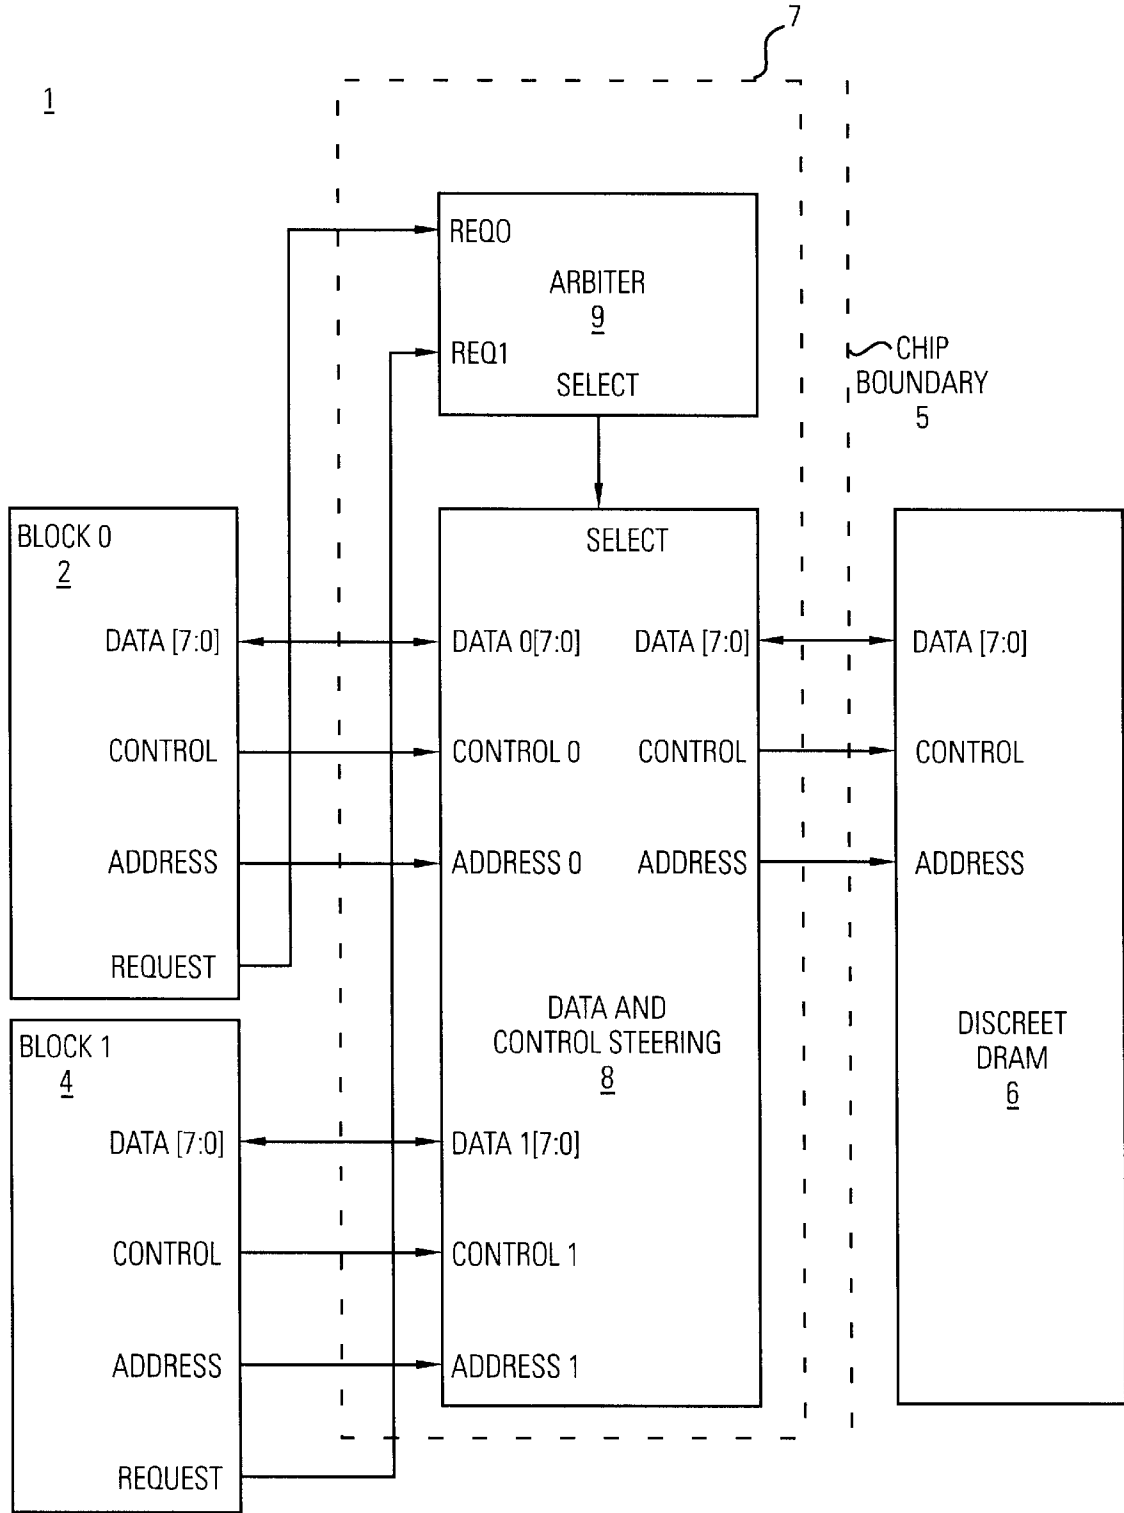 7
1
REQ0
ARBITER
9
REQ1
SELECT
CHIP
BOUNDARY
5
BLOCK 0
2
SELECT
DATA [7:0]
DATA 0[7:0]
DATA [7:0]
DATA [7:0]
CONTROL
CONTROL 0
CONTROL
CONTROL
ADDRESS
ADDRESS 0
ADDRESS
ADDRESS
REQUEST
DATA AND
CONTROL STEERING
8
DISCREET
DRAM
6
BLOCK 1
4
DATA [7:0]
DATA 1[7:0]
CONTROL
CONTROL 1
ADDRESS
ADDRESS 1
REQUEST